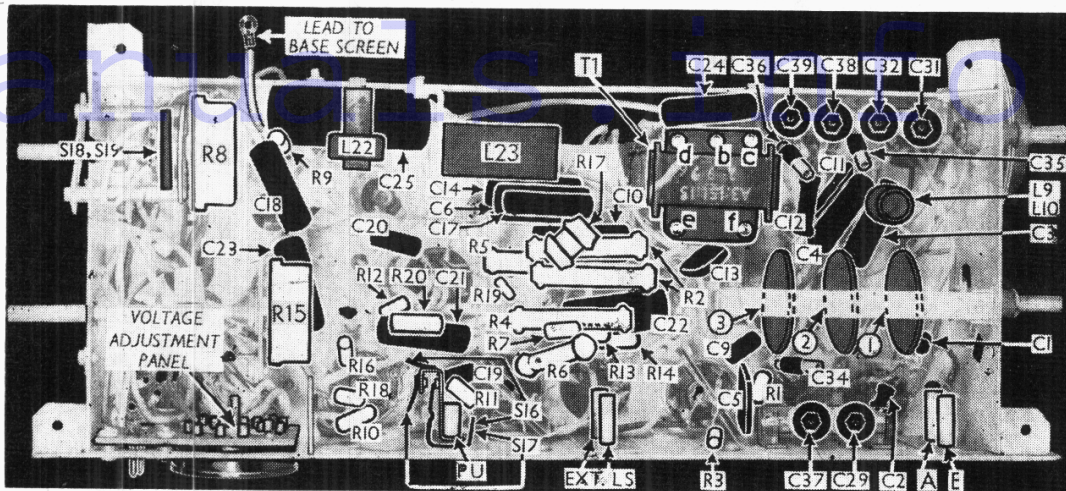 LEAD TO
BASE SCREEN
T1
C24
C36
C39
C38
C32
C31
S18,S19
R8
L22
L23
R17
d
b
c
C11
C35
R9
C25
C14
C10
L9
L10
C18
C6
C17
C12
C3
C20
R5
e
f
C4
C23
C13
R12
R20
C21
R19
R2
R15
R4
C22
3
2
1
VOLTAGE
ADJUSTMENT
PANEL
R7
C9
C1
R16
R6
R13
R14
C34
C19
R18
R11
S16
C5
R1
R10
S17
PU
EXT. LS
R3
C37
C29
C2
A
E
anuals.info